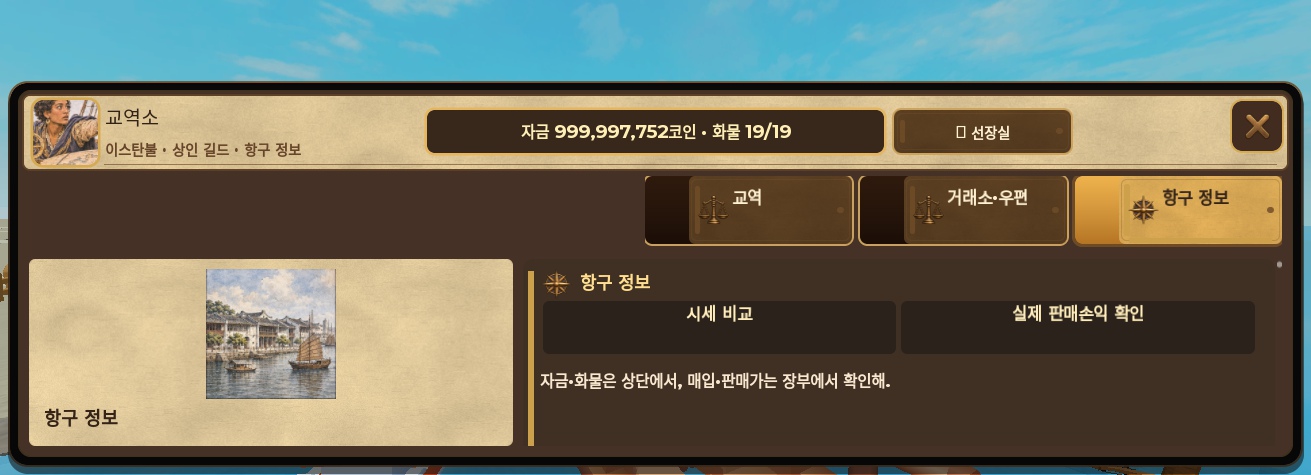 교역소
이스탄불 • 상인 길드 • 항구 정보
자금 999,997,752코인 • 화물 19/19
선장실
교역
거래소•우편
항구 정보
항구 정보
항구 정보
시세 비교
실제 판매손익 확인
자금•화물은 상단에서, 매입•판매가는 장부에서 확인해.